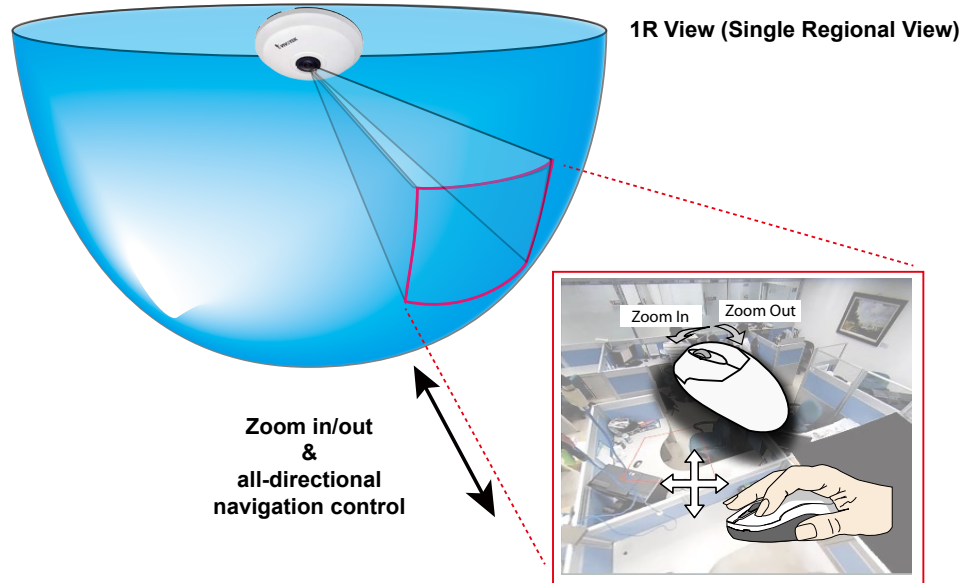 1R View (Single Regional View)
Zoom In
Zoom Out
Zoom in/out
&
all-directional
navigation control